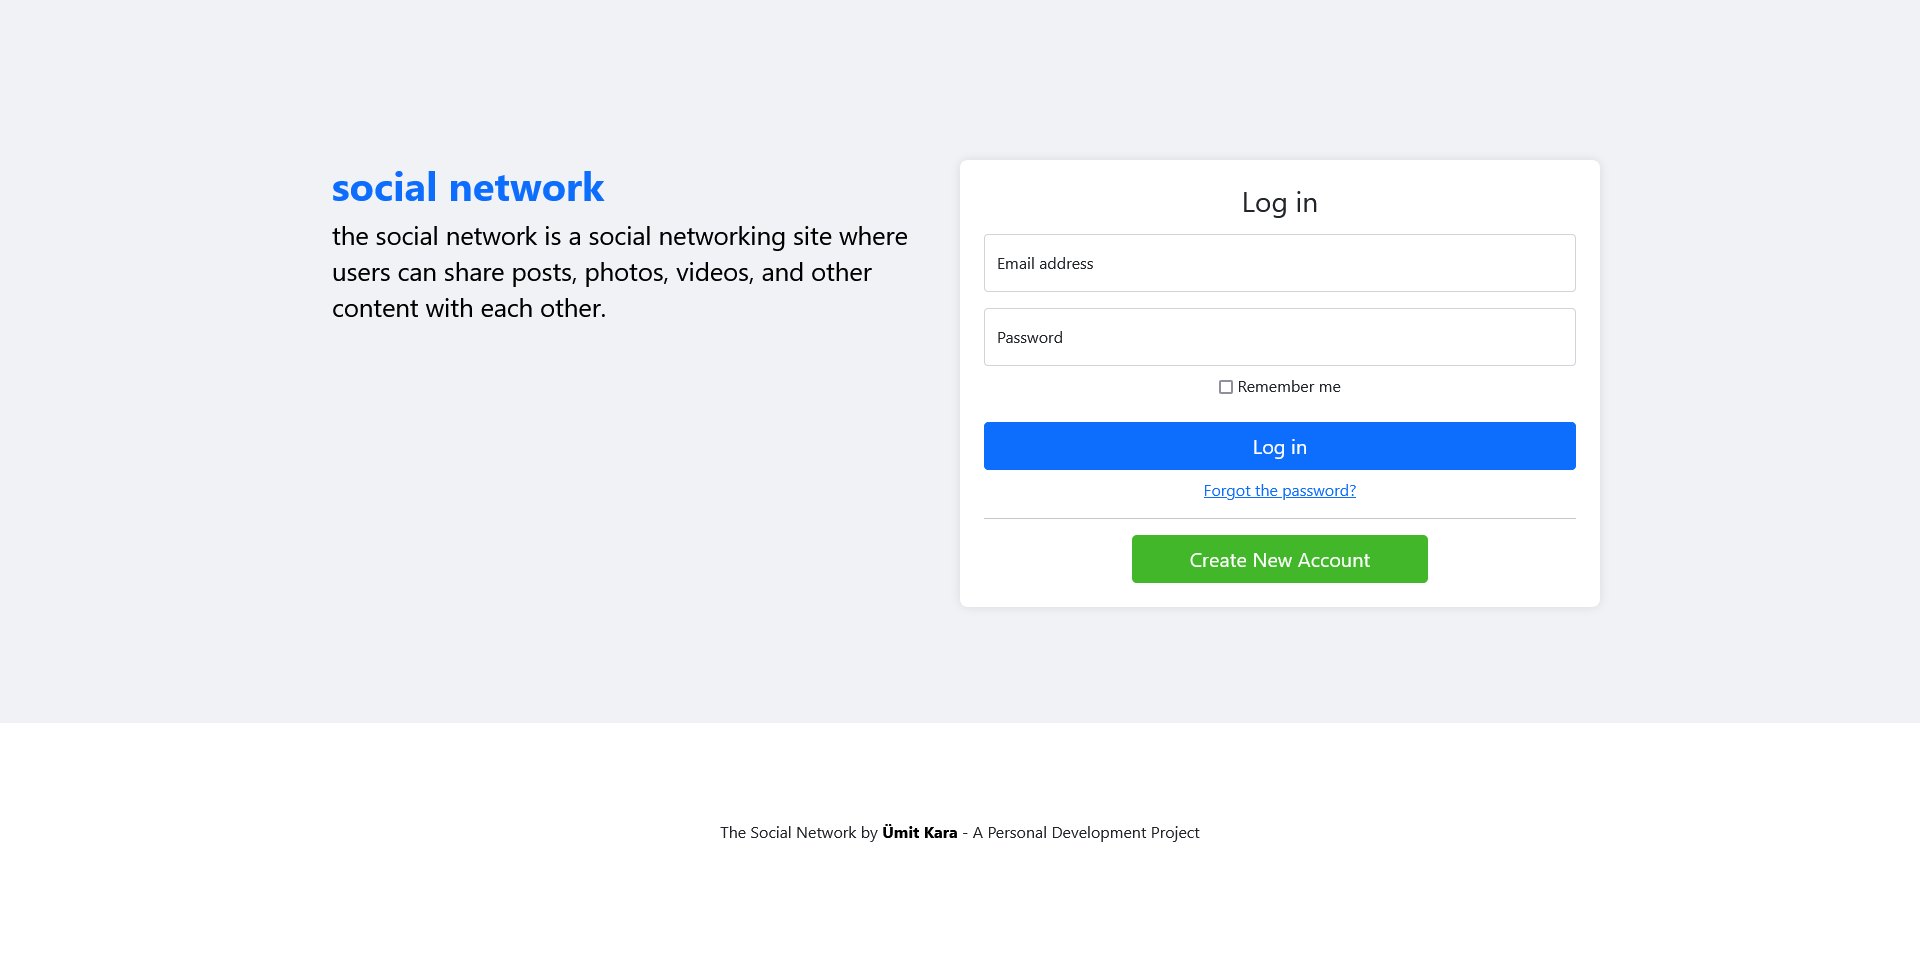 social network
the social network is a social networking site where
users can share posts, photos, videos, and other
content with each other.
Log in
Email address
Password
Remember me
Log in
Forgot the password?
Create New Account
The Social Network by Ümit Kara - A Personal Development Project